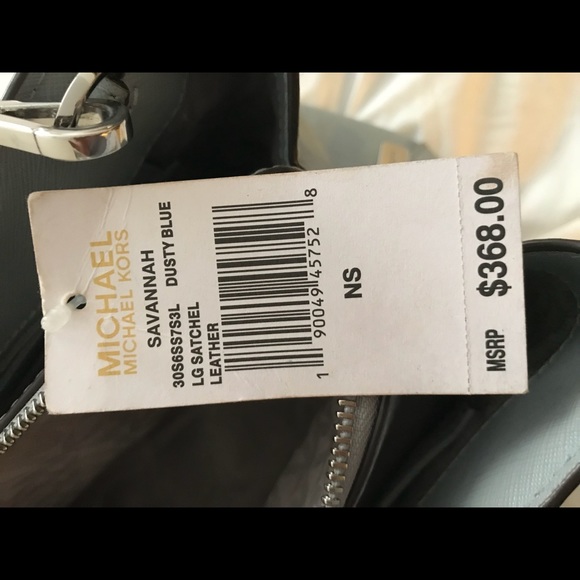 MICHAEL
MICHAEL KORS
SAVANNAH
30S6SS7S3L DUSTY BLUE
LG SATCHEL
LEATHER
1 90049 45752 8
NS
MSRP $368.00